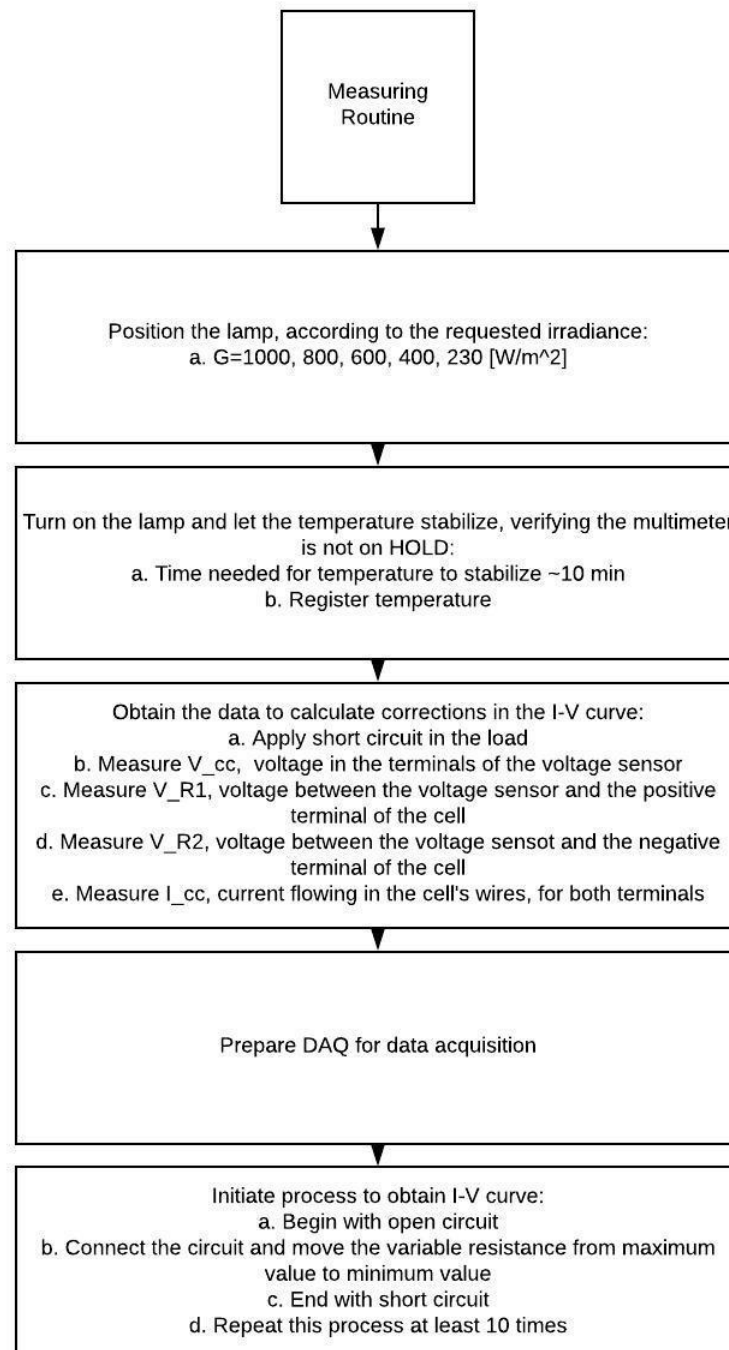 Measuring
Routine
Position the lamp, according to the requested irradiance:
a. G=1000, 800, 600, 400, 230 [W/m^2]
Turn on the lamp and let the temperature stabilize, verifying the multimeter
is not on HOLD:
a. Time needed for temperature to stabilize ~10 min
b. Register temperature
Obtain the data to calculate corrections in the I-V curve:
a. Apply short circuit in the load
b. Measure V_cc,  voltage in the terminals of the voltage sensor
c. Measure V_R1, voltage between the voltage sensor and the positive
terminal of the cell
d. Measure V_R2, voltage between the voltage sensot and the negative
terminal of the cell
e. Measure I_cc, current flowing in the cell's wires, for both terminals
Prepare DAQ for data acquisition
Initiate process to obtain I-V curve:
a. Begin with open circuit
b. Connect the circuit and move the variable resistance from maximum
value to minimum value
c. End with short circuit
d. Repeat this process at least 10 times